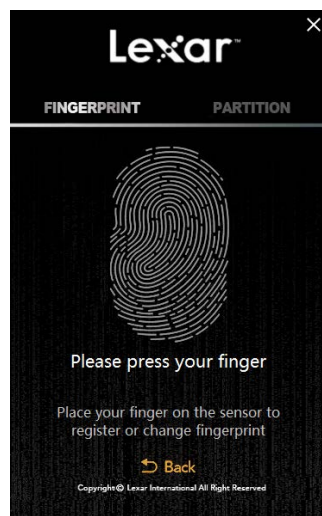 Lexar™
FINGERPRINT PARTITION
Please press your finger
Place your finger on the sensor to
register or change fingerprint
Back
Copyright© Lexar International All Right Reserved